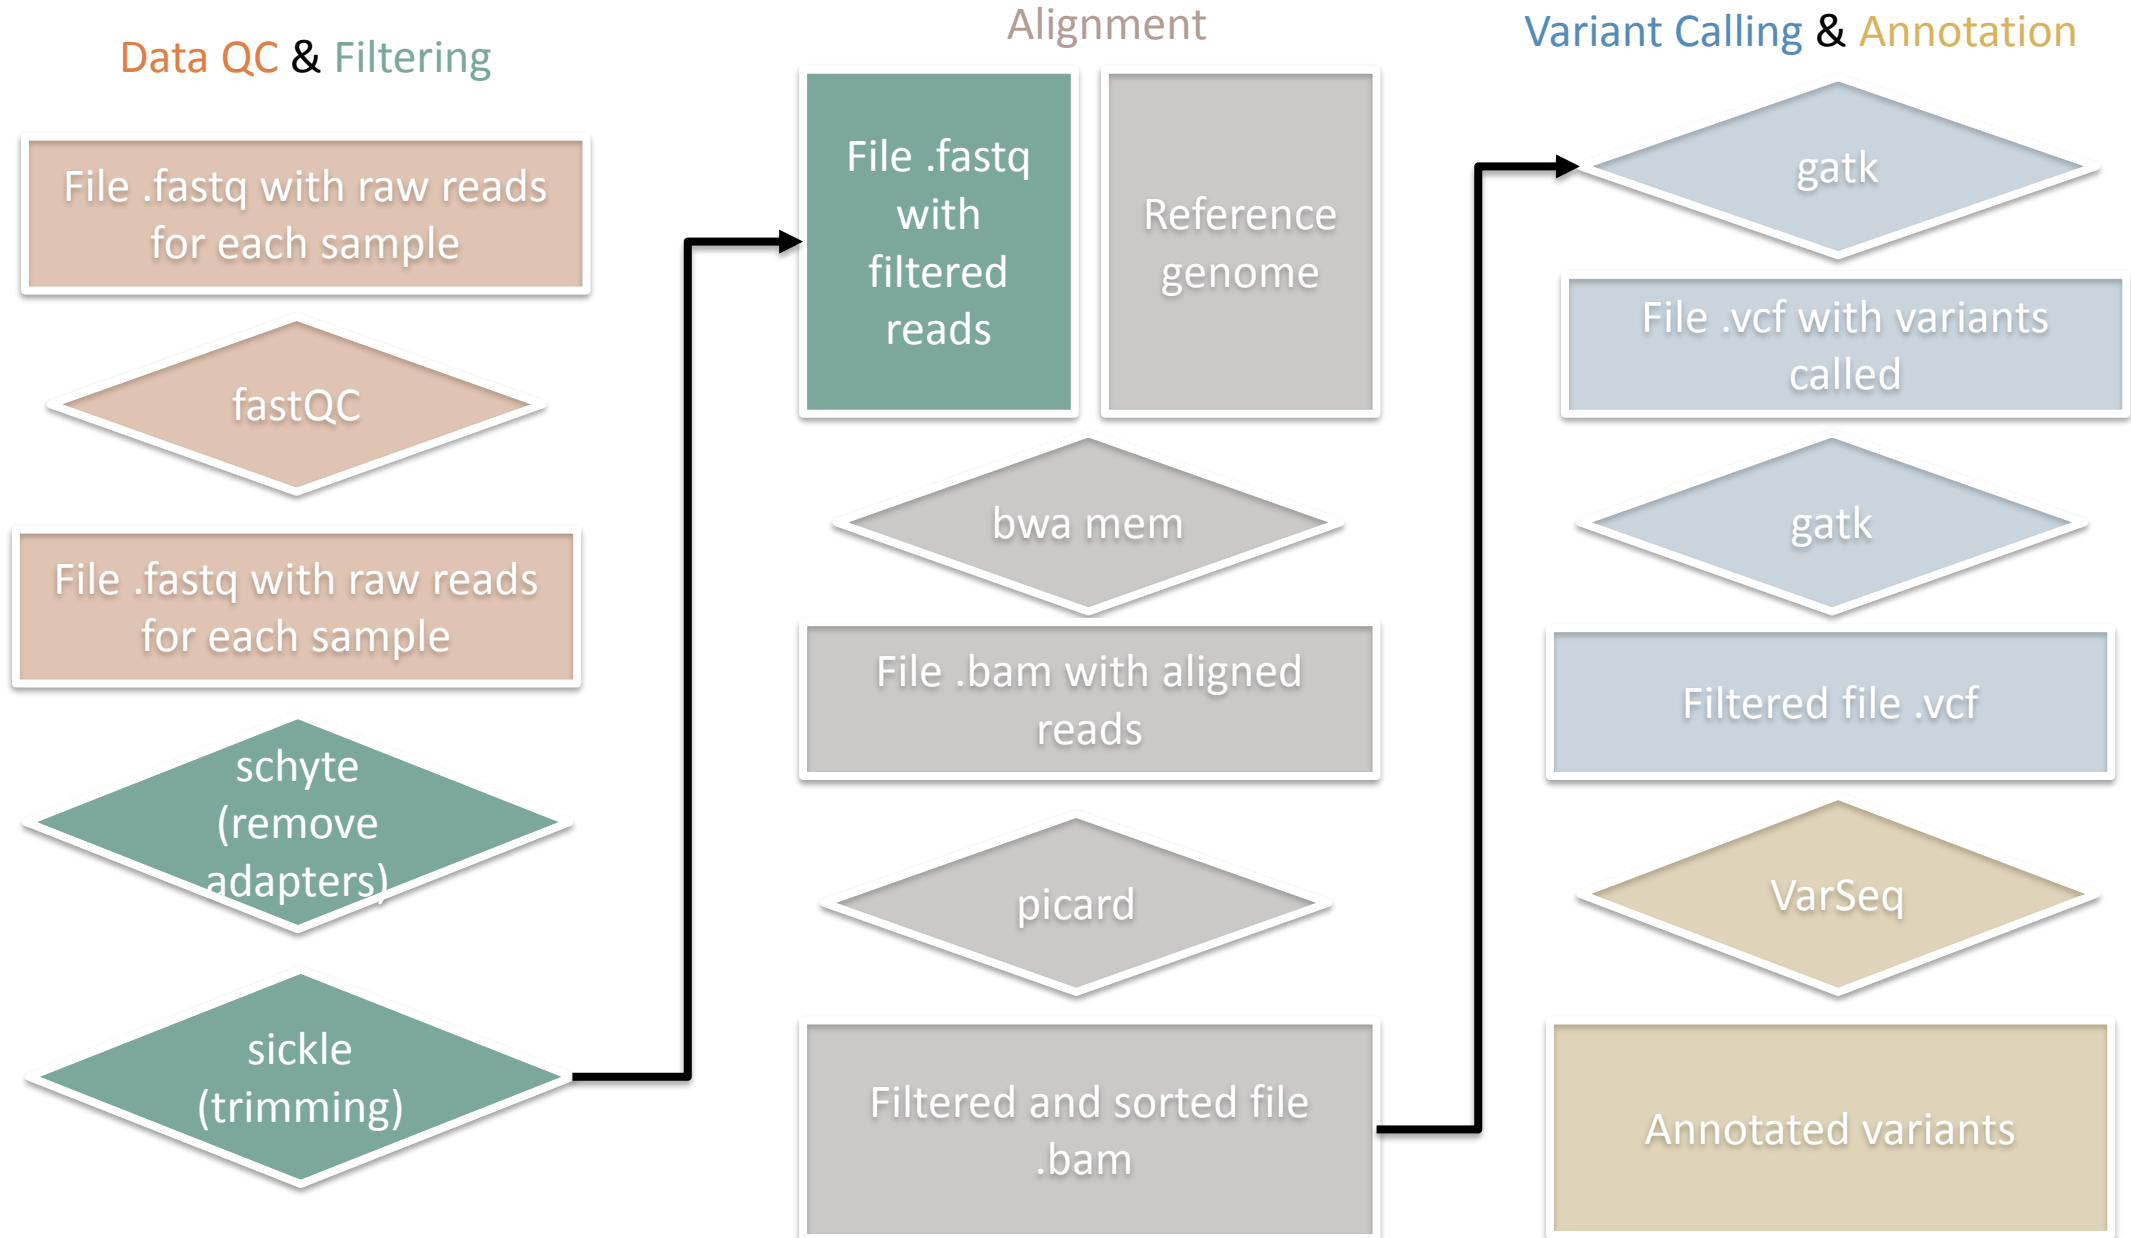 Data QC & Filtering
File .fastq with raw reads
for each sample
fastQC
File .fastq with raw reads
for each sample
schyte
(remove
adapters)
sickle
(trimming)
Alignment
File .fastq
with
filtered
reads
Reference
genome
bwa mem
File .bam with aligned
reads
picard
Filtered and sorted file
.bam
Variant Calling & Annotation
gatk
File .vcf with variants
called
gatk
Filtered file .vcf
VarSeq
Annotated variants